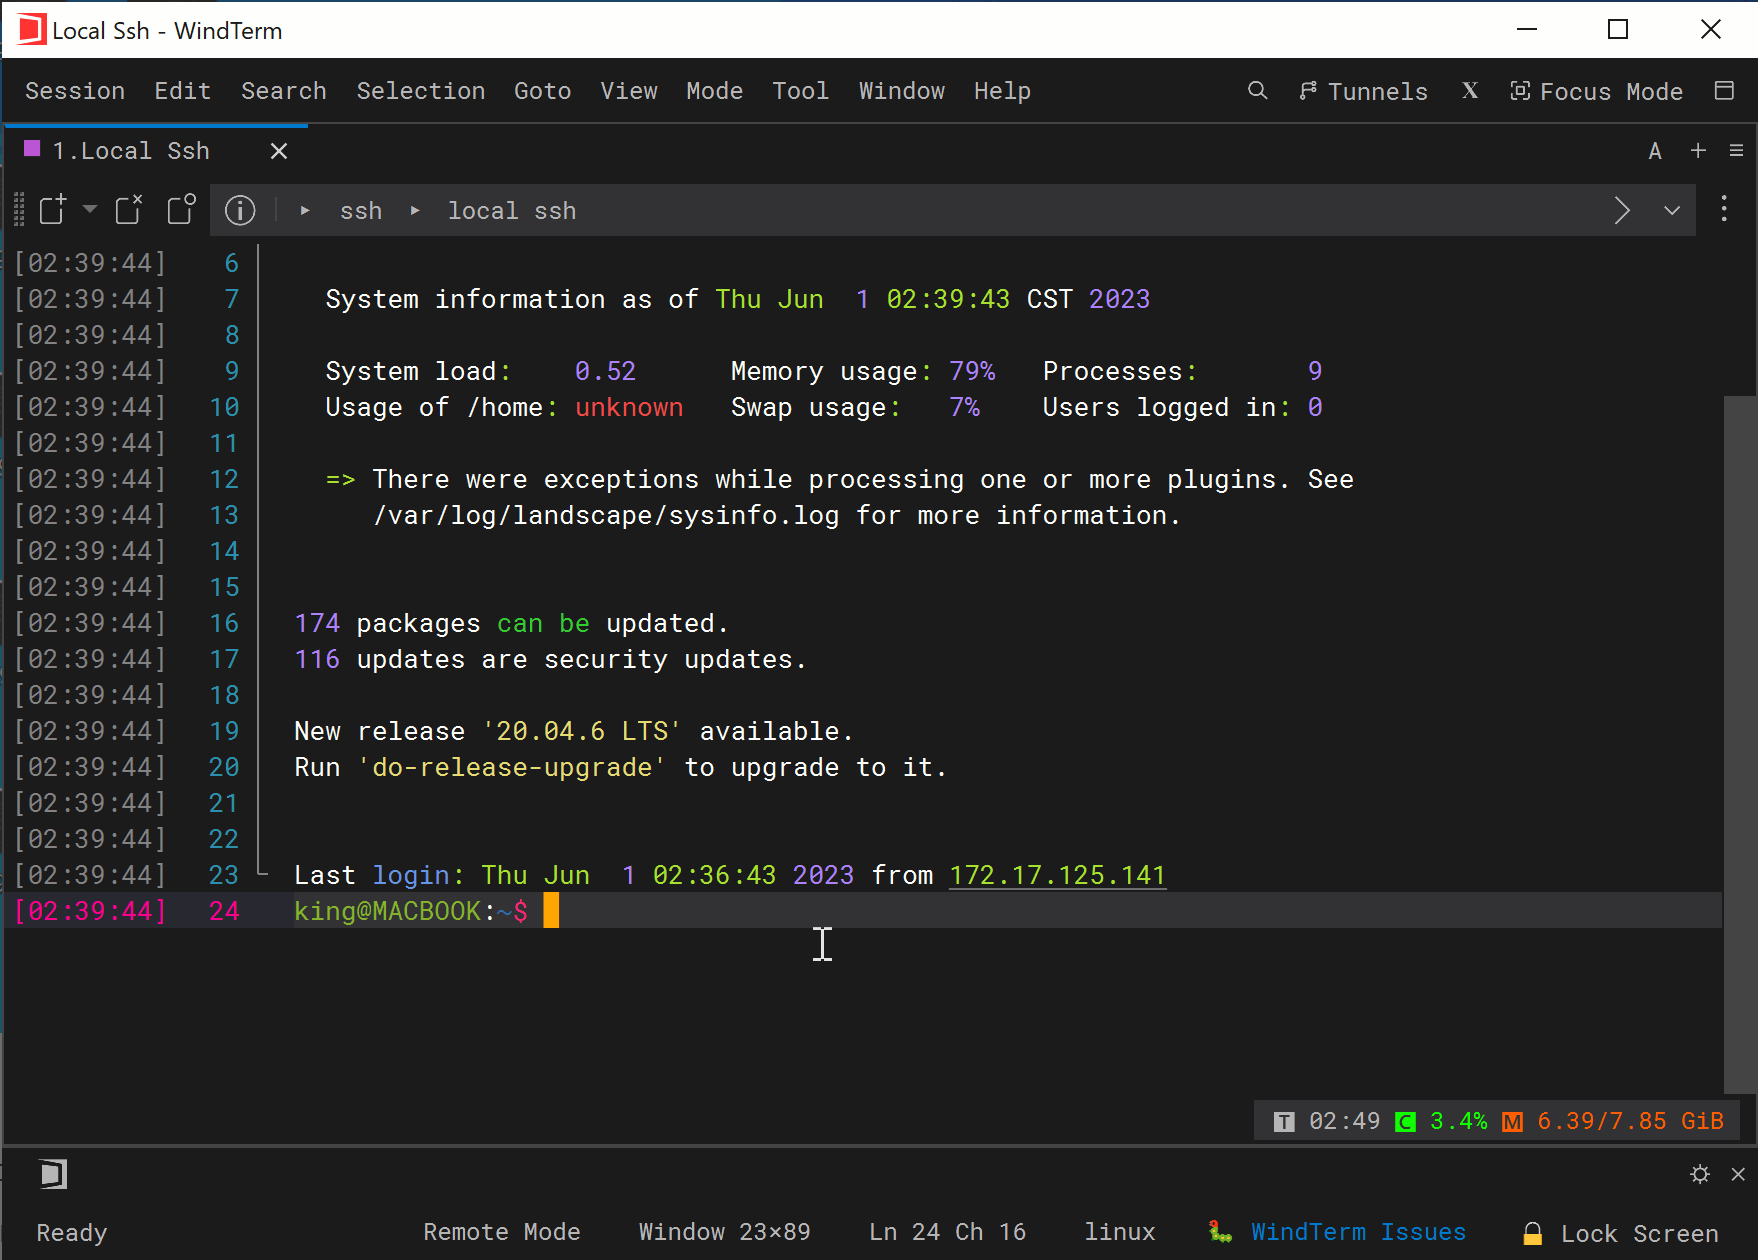 Local Ssh - WindTerm
Session Edit Search Selection Goto View Mode Tool Window Help Tunnels X Focus Mode
1.Local Ssh A
ssh local ssh
[02:39:44] 6
[02:39:44] 7 System information as of Thu Jun  1 02:39:43 CST 2023
[02:39:44] 8
[02:39:44] 9 System load: 0.52 Memory usage: 79% Processes: 9
[02:39:44] 10 Usage of /home: unknown Swap usage: 7% Users logged in: 0
[02:39:44] 11
[02:39:44] 12 => There were exceptions while processing one or more plugins. See
[02:39:44] 13 /var/log/landscape/sysinfo.log for more information.
[02:39:44] 14
[02:39:44] 15
[02:39:44] 16 174 packages can be updated.
[02:39:44] 17 116 updates are security updates.
[02:39:44] 18
[02:39:44] 19 New release '20.04.6 LTS' available.
[02:39:44] 20 Run 'do-release-upgrade' to upgrade to it.
[02:39:44] 21
[02:39:44] 22
[02:39:44] 23 Last login: Thu Jun  1 02:36:43 2023 from 172.17.125.141
[02:39:44] 24 king@MACBOOK:~$
T 02:49 C 3.4% M 6.39/7.85 GiB
Ready Remote Mode Window 23×89 Ln 24 Ch 16 linux WindTerm Issues Lock Screen